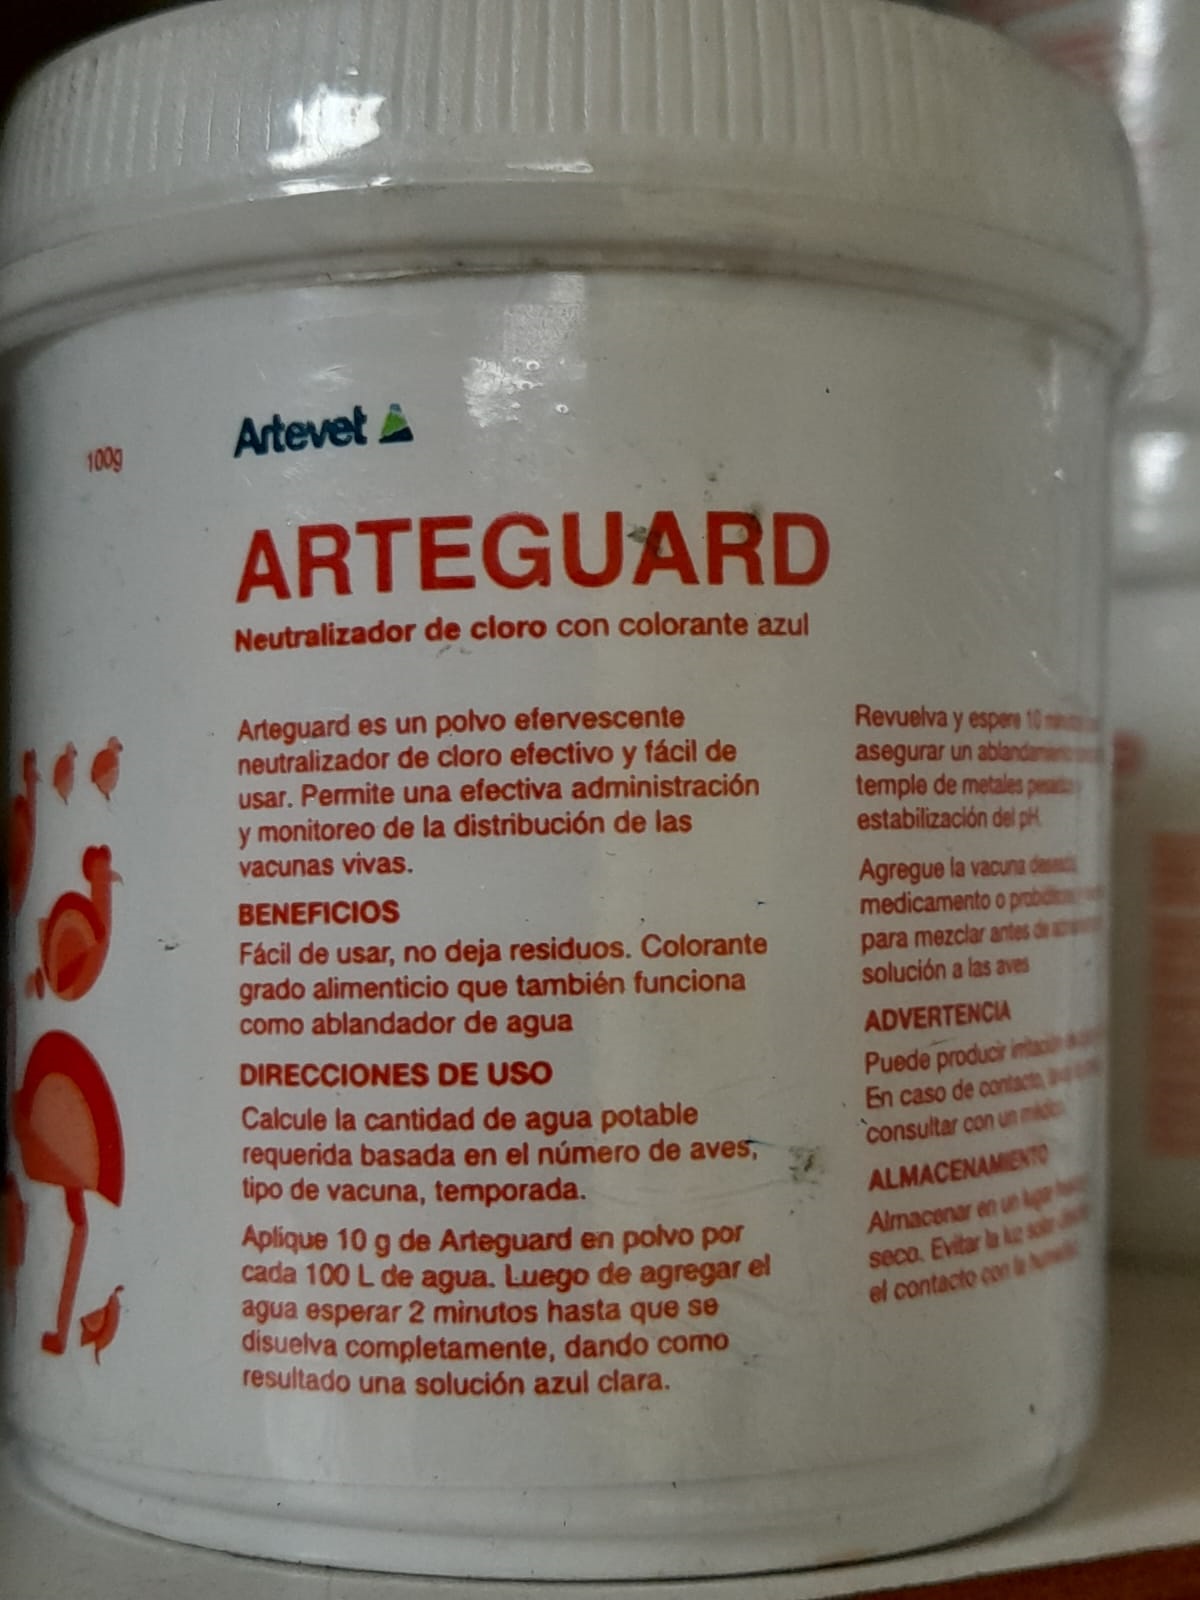 100g
Artevet
ARTEGUARD
Neutralizador de cloro con colorante azul
Arteguard es un polvo efervescente
neutralizador de cloro efectivo y fácil de
usar. Permite una efectiva administración
y monitoreo de la distribución de las
vacunas vivas.
BENEFICIOS
Fácil de usar, no deja residuos. Colorante
grado alimenticio que también funciona
como ablandador de agua
DIRECCIONES DE USO
Calcule la cantidad de agua potable
requerida basada en el número de aves,
tipo de vacuna, temporada.
Aplique 10 g de Arteguard en polvo por
cada 100 L de agua. Luego de agregar el
agua esperar 2 minutos hasta que se
disuelva completamente, dando como
resultado una solución azul clara.
Revuelva y espere 10
asegurar un
temple de metales
estabilización del pH.
Agregue la vacuna
medicamento o
para mezclar antes de
solución a las aves
ADVERTENCIA
Puede producir irritación
En caso de contacto,
consultar con un médico.
ALMACENAMIENTO
Almacenar en un lugar
seco. Evitar la luz solar
el contacto con la